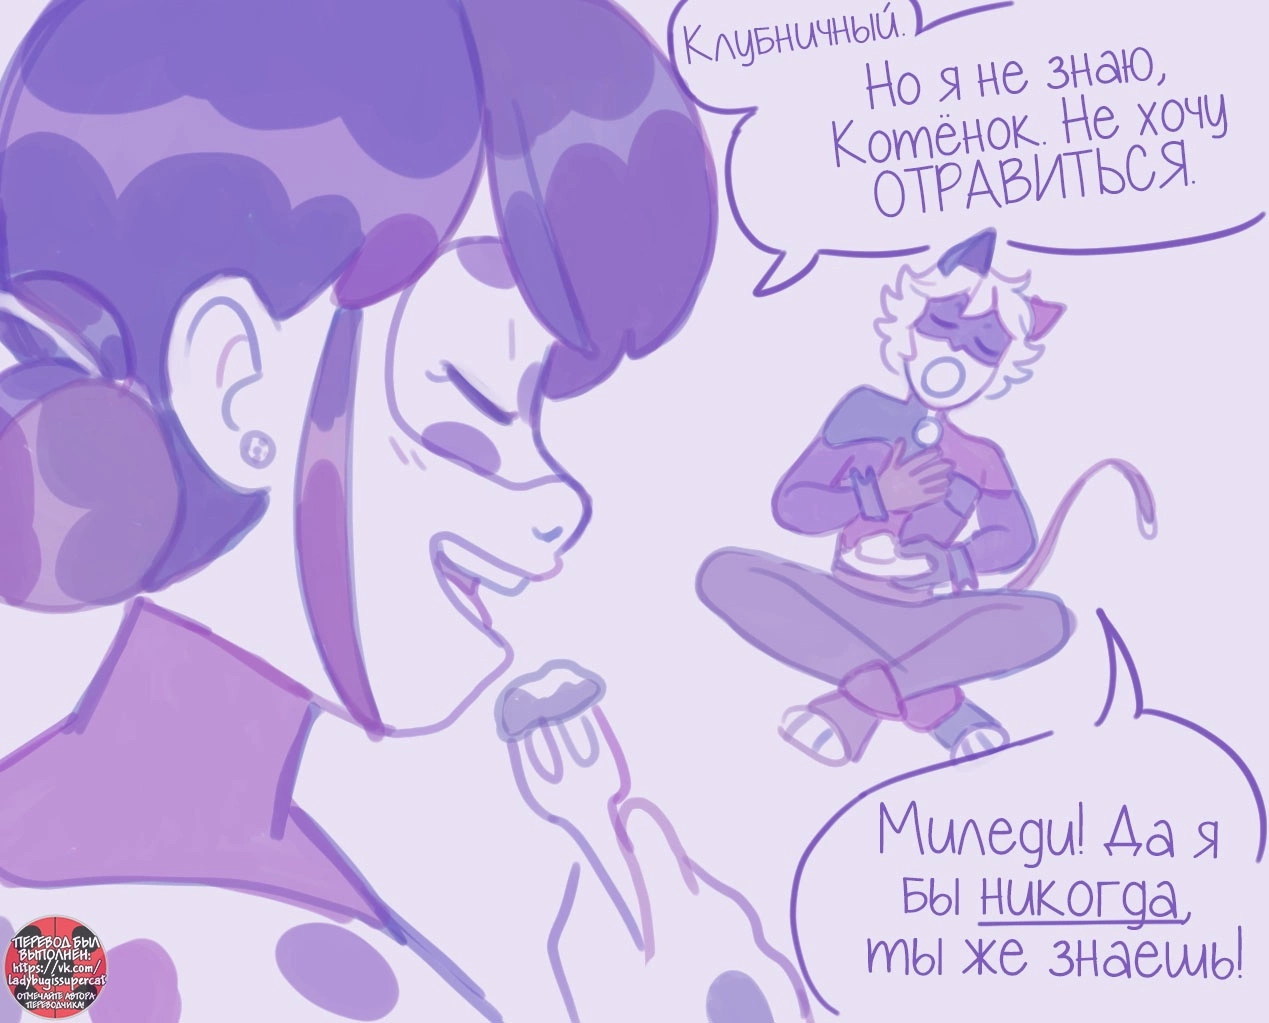 Клубничный.
Но я не знаю,
Котёнок. Не хочу
ОТРАВИТЬСЯ.
Миледи! Да я
бы никогда,
ты же знаешь!
ПЕРЕВОД БЫЛ
ВЫПОЛНЕН:
https://vk.com/
ladybugissupercat
ОТМЕЧАЙТЕ АВТОРА
ПЕРЕВОДЧИКА!